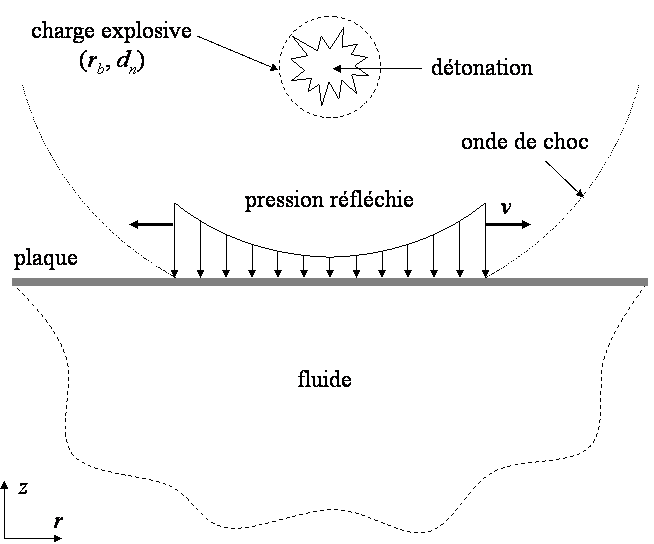 charge explosive
(r_b, d_n)
détonation
onde de choc
pression réfléchie
v
plaque
fluide
z
r